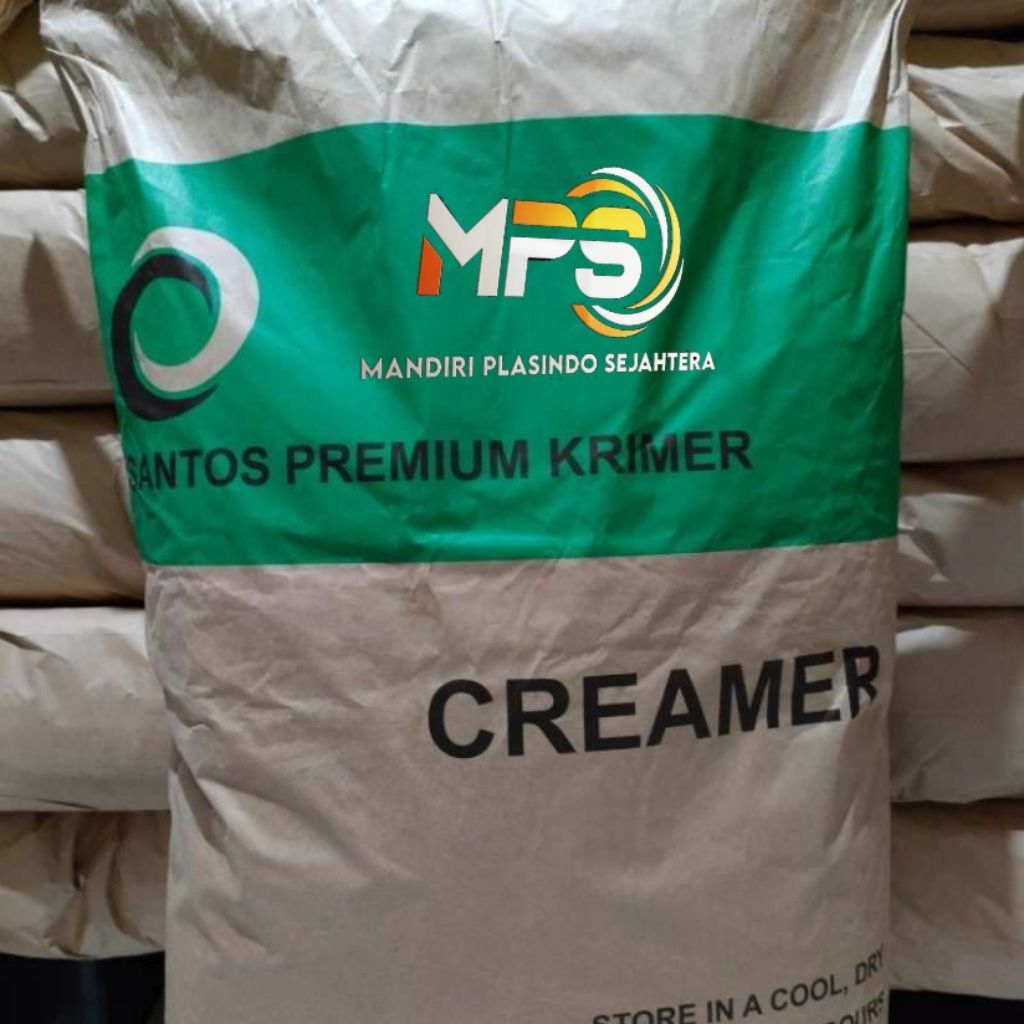 MPS
MANDIRI PLASINDO SEJAHTERA
SANTOS PREMIUM KRIMER
CREAMER
STORE IN A COOL, DRY